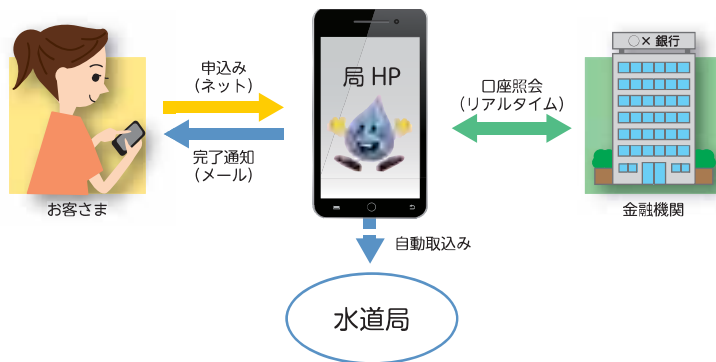 ○×銀行
局 HP
申込み
(ネット)
口座照会
(リアルタイム)
完了通知
(メール)
お客さま
金融機関
自動取込み
水道局